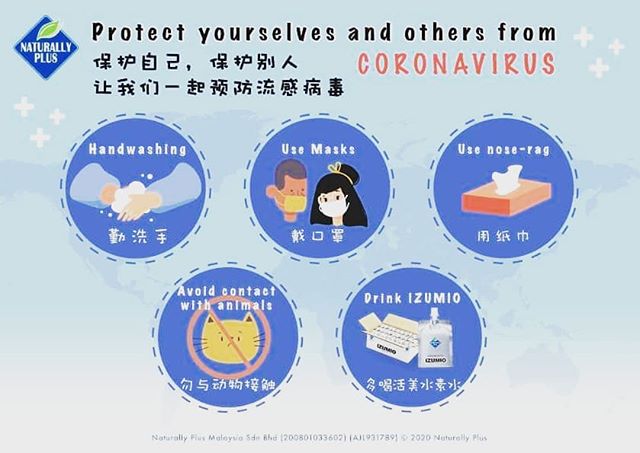 NATURALLY
PLUS
Protect yourselves and others from
保护自己，保护别人
CORONAVIRUS
让我们一起预防流感病毒
Handwashing
勤洗手
Use Masks
戴口罩
Use nose-rag
用纸巾
Avoid contact
with animals
勿与动物接触
Drink IZUMIO
IZUMIO
IZUMIO
多喝活美水素水
Naturally Plus Malaysia Sdn Bhd (200801033602) (AJL931789) © 2020 Naturally Plus